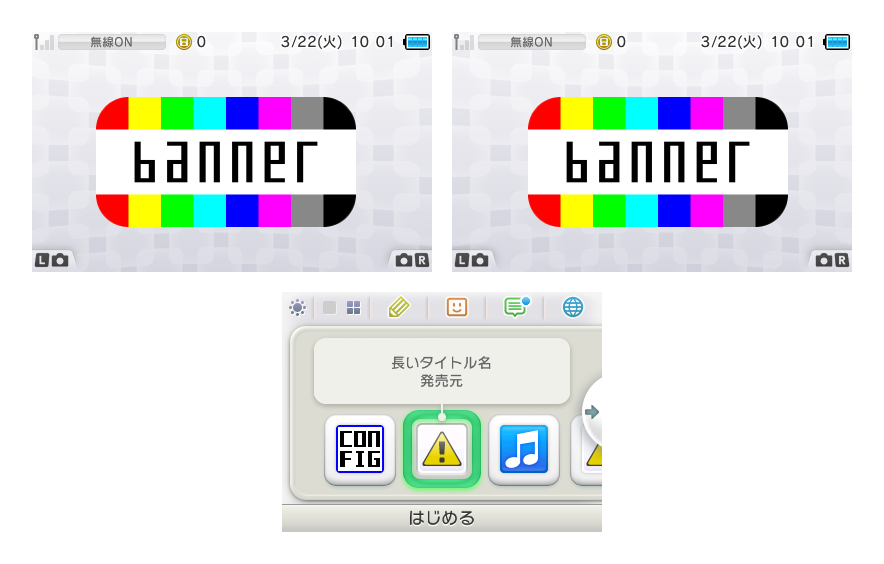 無線ON 0 3/22(火) 10 01
banner
L R
無線ON 0 3/22(火) 10 01
banner
L R
長いタイトル名
発売元
CON
FIG
はじめる